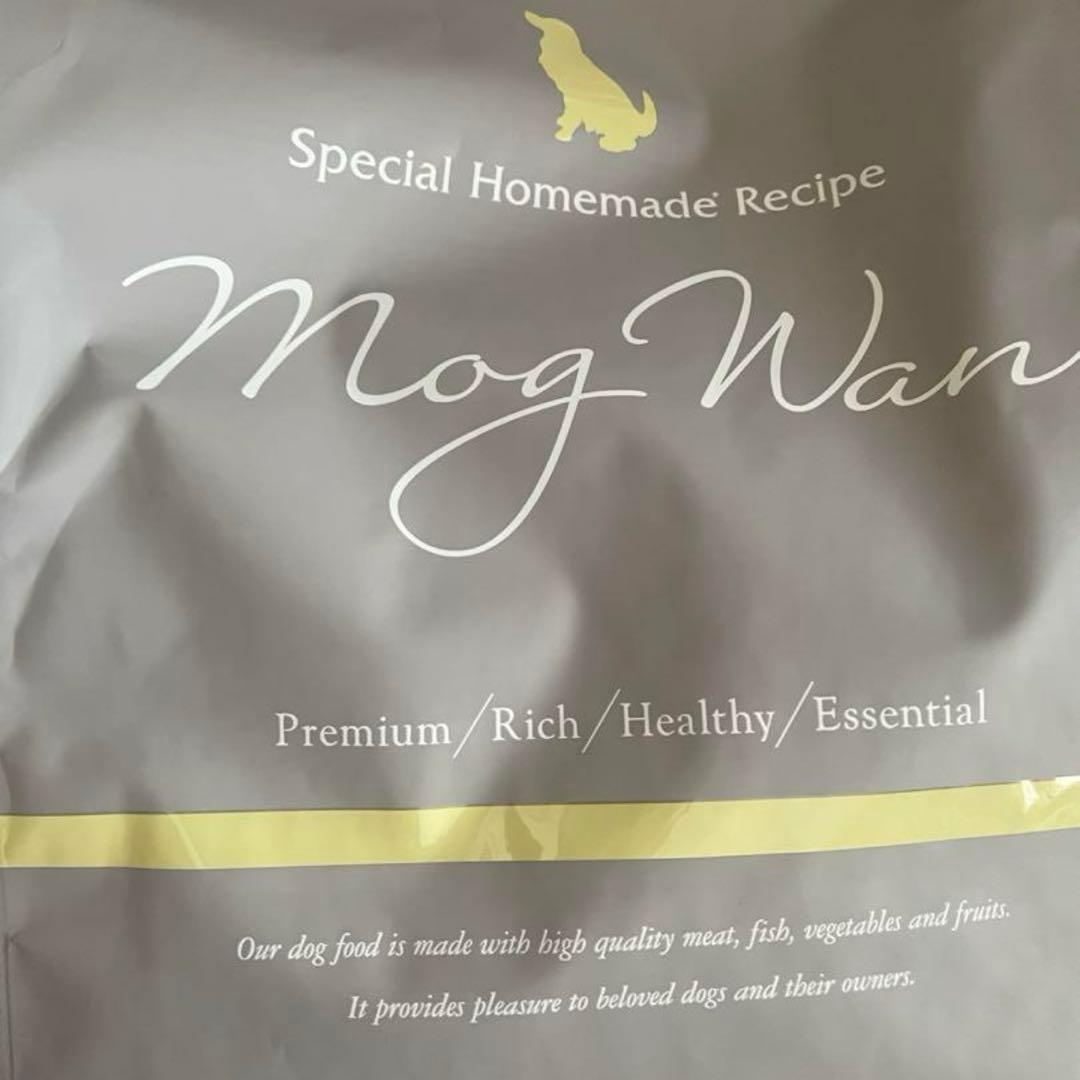 Special Homemade Recipe
Mog Wan
Premium/Rich/Healthy/Essential
Our dog food is made with high quality meat, fish, vegetables and fruits.
It provides pleasure to beloved dogs and their owners.